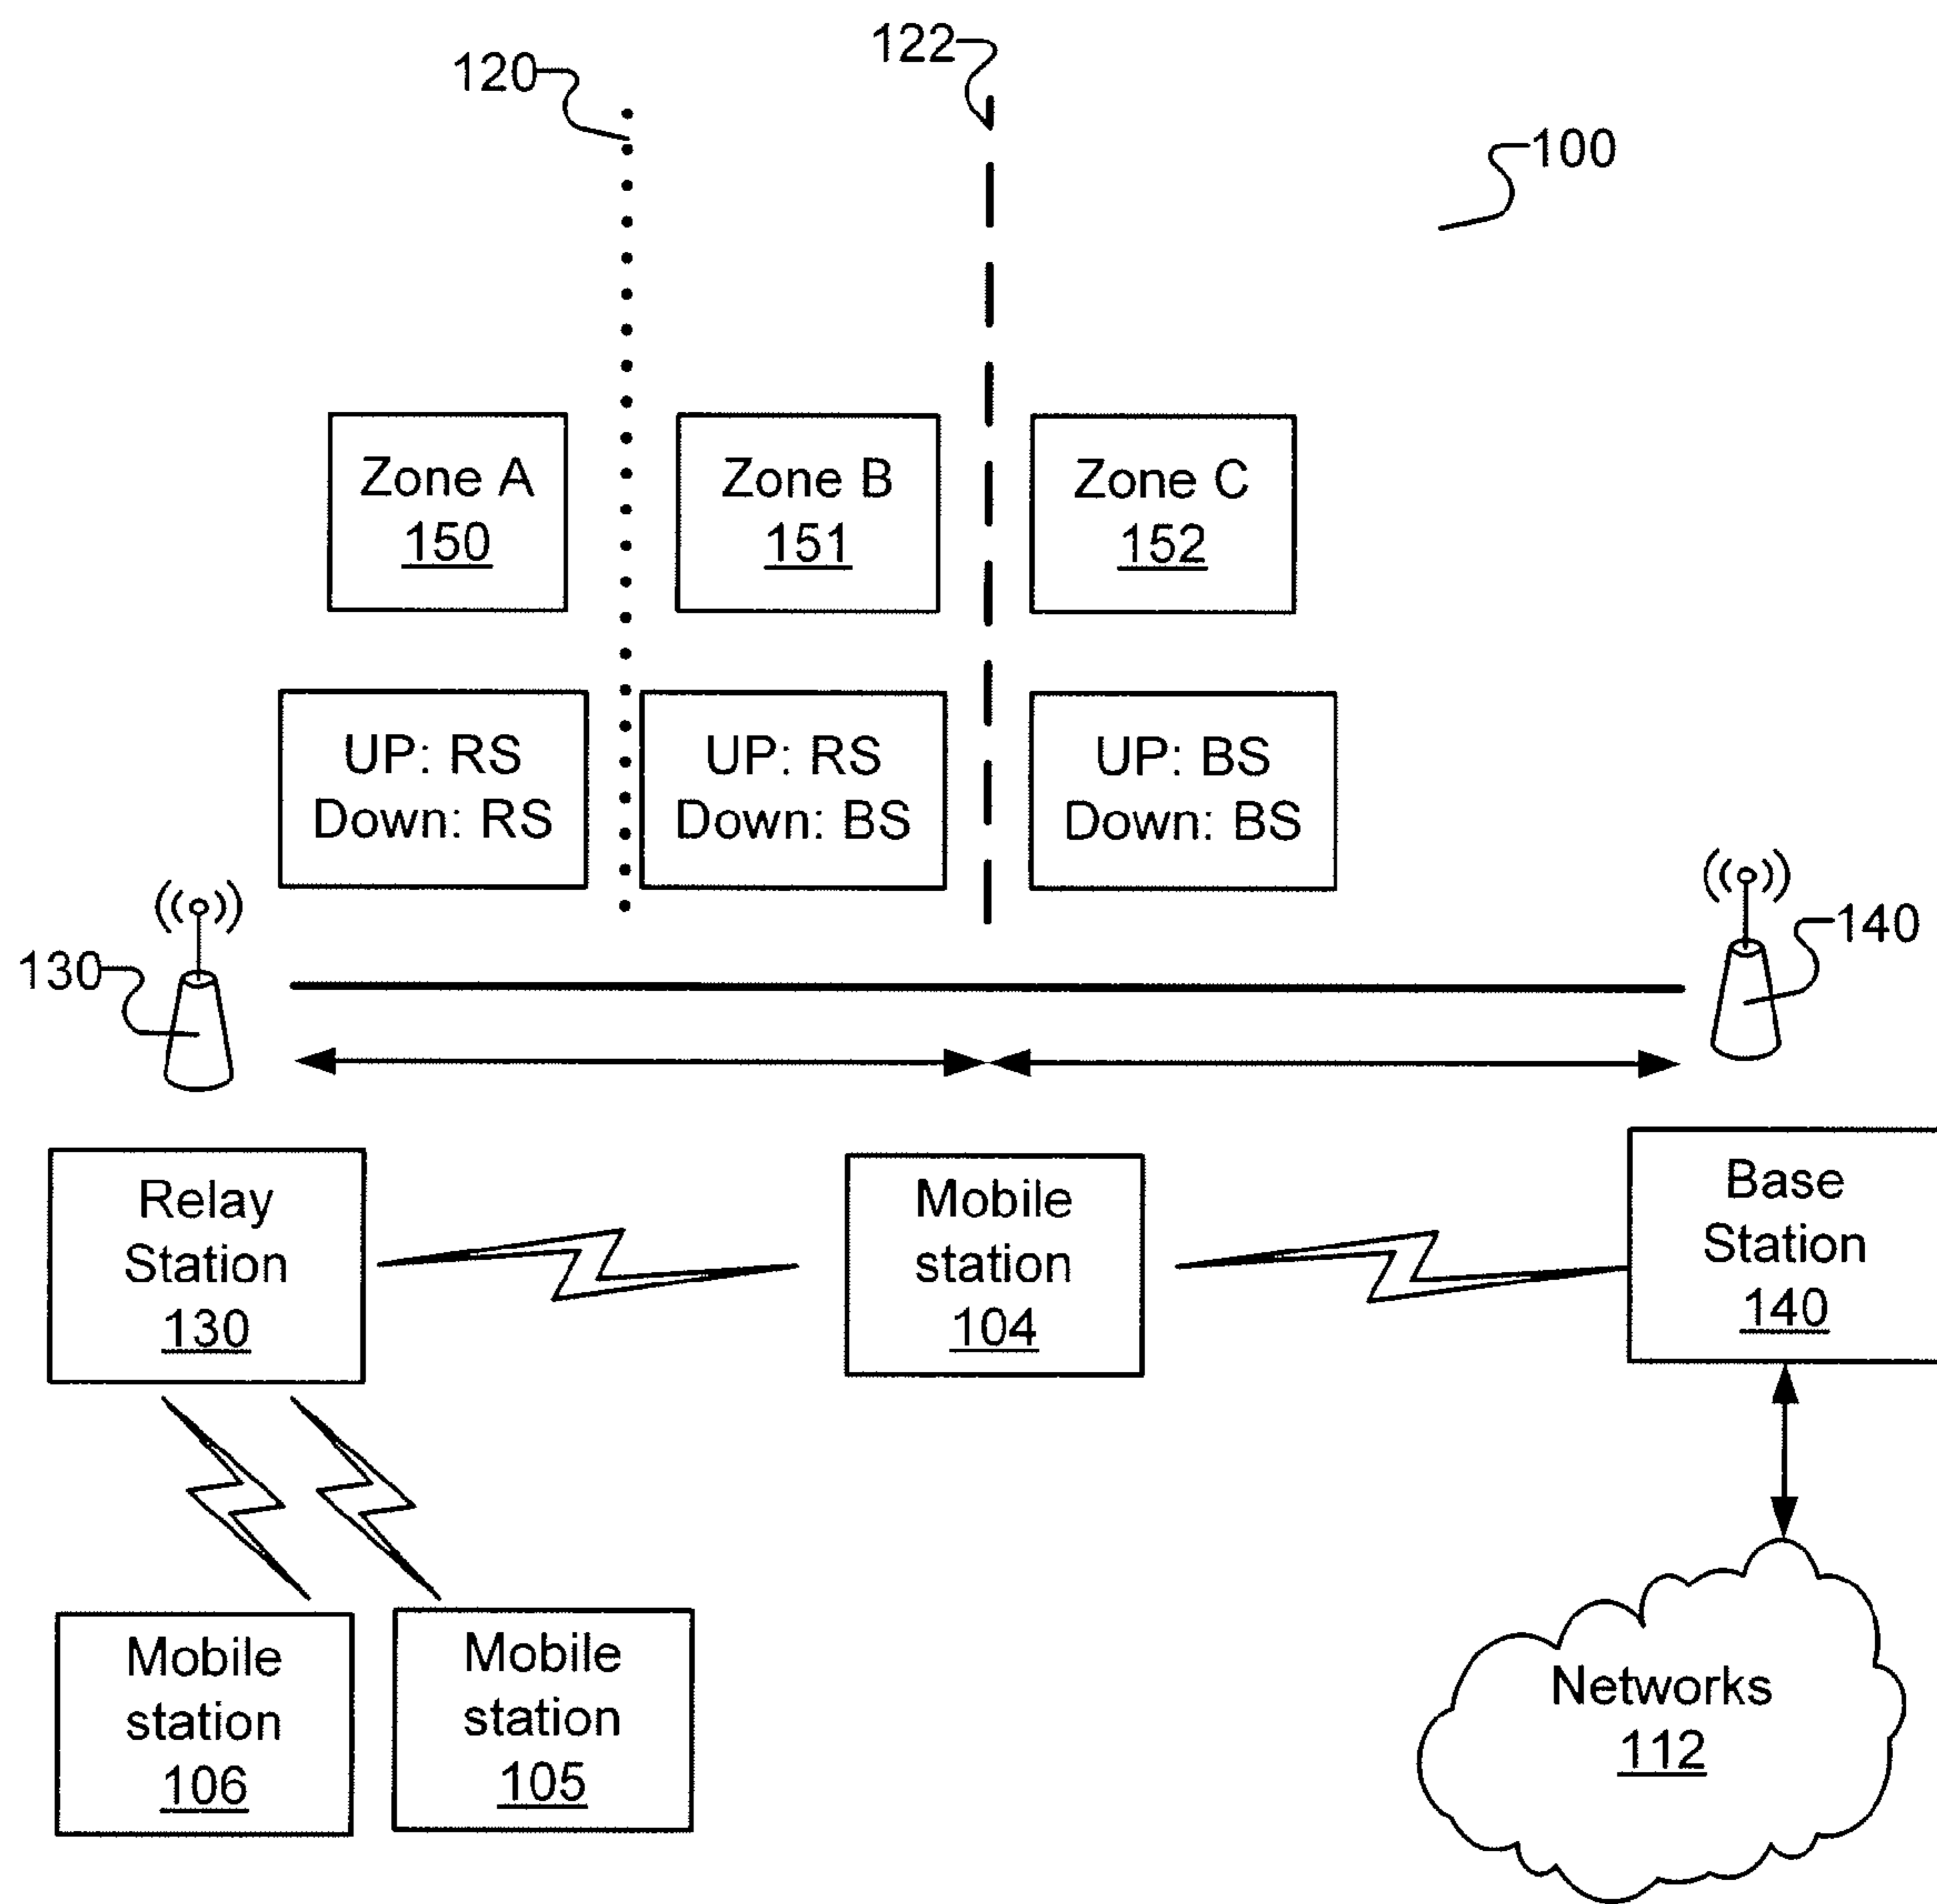 122
120
100
Zone A
150
Zone B
151
Zone C
152
UP: RS
Down: RS
UP: RS
Down: BS
UP: BS
Down: BS
130
140
Relay
Station
130
Mobile
station
104
Base
Station
140
Mobile
station
106
Mobile
station
105
Networks
112